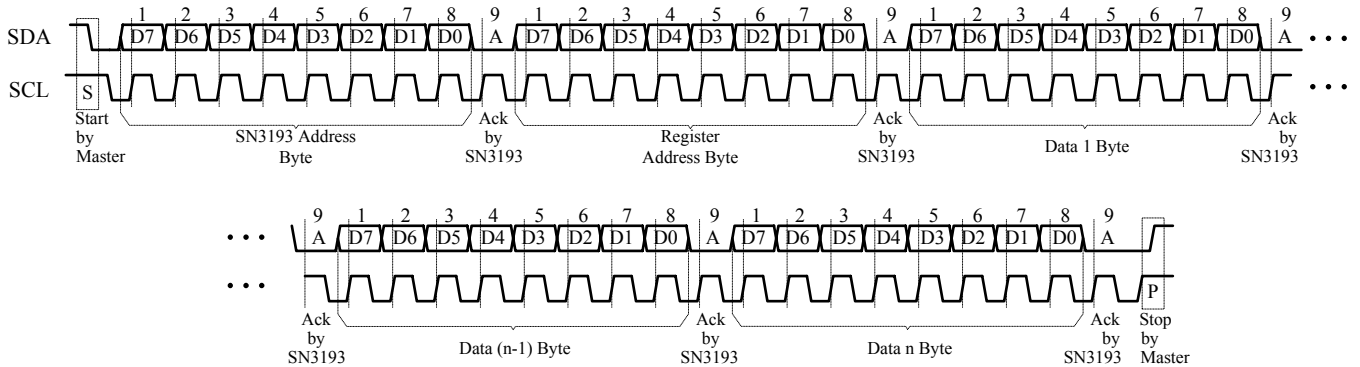 1 2 3 4 5 6 7 8 9 1 2 3 4 5 6 7 8 9 1 2 3 4 5 6 7 8 9
SDA D7 D6 D5 D4 D3 D2 D1 D0 A D7 D6 D5 D4 D3 D2 D1 D0 A D7 D6 D5 D4 D3 D2 D1 D0 A • • •
SCL S • • •
Start by Master
SN3193 Address Byte
Ack by SN3193
Register Address Byte
Ack by SN3193
Data 1 Byte
Ack by SN3193
9 1 2 3 4 5 6 7 8 9 1 2 3 4 5 6 7 8 9
• • • A D7 D6 D5 D4 D3 D2 D1 D0 A D7 D6 D5 D4 D3 D2 D1 D0 A
• • • P
Ack by SN3193
Data (n-1) Byte
Ack by SN3193
Data n Byte
Ack by SN3193
Stop by Master